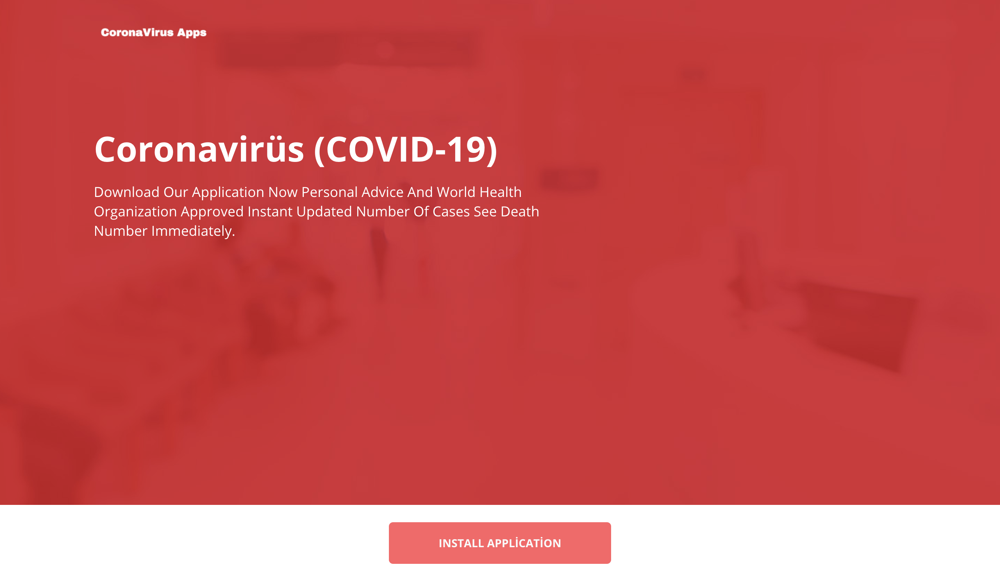 CoronaVirus Apps
Coronavirüs (COVID-19)
Download Our Application Now Personal Advice And World Health
Organization Approved Instant Updated Number Of Cases See Death
Number Immediately.
INSTALL APPLİCATİON